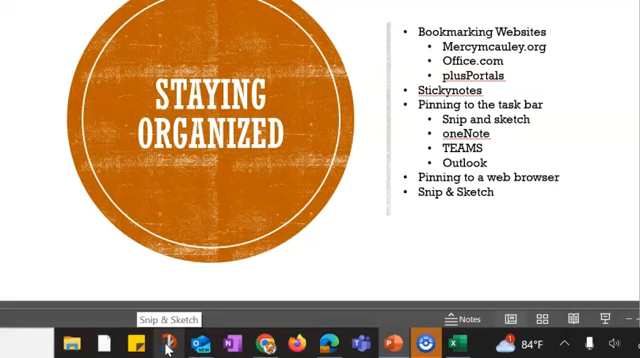 STAYING
ORGANIZED
• Bookmarking Websites
• Mercymcauley.org
• Office.com
• plusPortals
• Stickynotes
• Pinning to the task bar
• Snip and sketch
• oneNote
• TEAMS
• Outlook
• Pinning to a web browser
• Snip & Sketch
Snip & Sketch
Notes
84°F